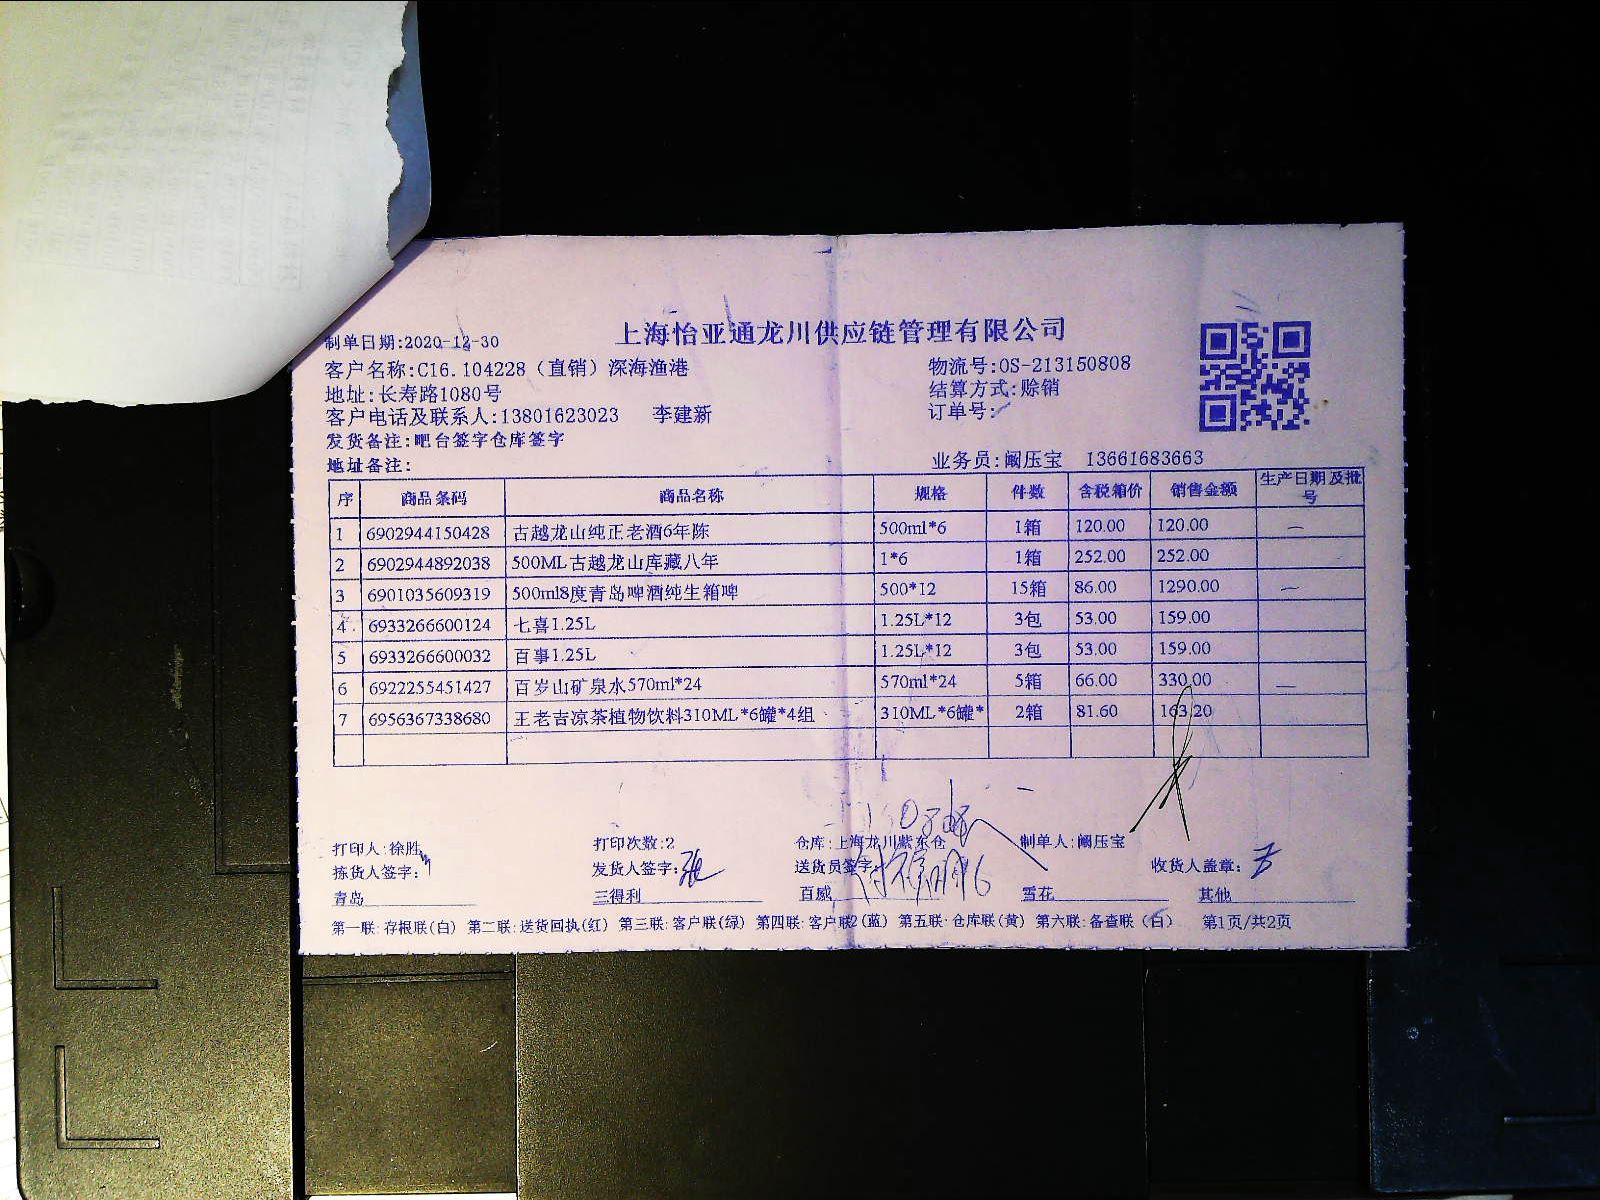 上海怡亚通龙川供应链管理有限公司
制单日期:2020-12-30
客户名称:C16.104228（直销）深海渔港 物流号:OS-213150808
地址:长寿路1080号 结算方式:赊销
客户电话及联系人:13801623023 李建新 订单号:
发货备注:吧台签字仓库签字
地址备注: 业务员:阚压宝 13661683663
序 商品条码 商品名称 规格 件数 含税箱价 销售金额 生产日期及批号
1 6902944150428 古越龙山纯正老酒6年陈 500ml*6 1箱 120.00 120.00
2 6902944892038 500ML古越龙山库藏八年 1*6 1箱 252.00 252.00
3 6901035609319 500ml8度青岛啤酒纯生箱啤 500*12 15箱 86.00 1290.00
4 6933266600124 七喜1.25L 1.25L*12 3包 53.00 159.00
5 6933266600032 百事1.25L 1.25L*12 3包 53.00 159.00
6 6922255451427 百岁山矿泉水570ml*24 570ml*24 5箱 66.00 330.00
7 6956367338680 王老吉凉茶植物饮料310ML*6罐*4组 310ML*6罐* 2箱 81.60 163.20
打印人:徐胜 打印次数:2 仓库:上海龙川紫东仓 制单人:阚压宝
拣货人签字: 发货人签字:张 送货员签字: 收货人盖章:
青岛 三得利 百威 雪花 其他
第一联:存根联(白) 第二联:送货回执(红) 第三联:客户联(绿) 第四联:客户联2(蓝) 第五联:仓库联(黄) 第六联:备查联（白） 第1页/共2页